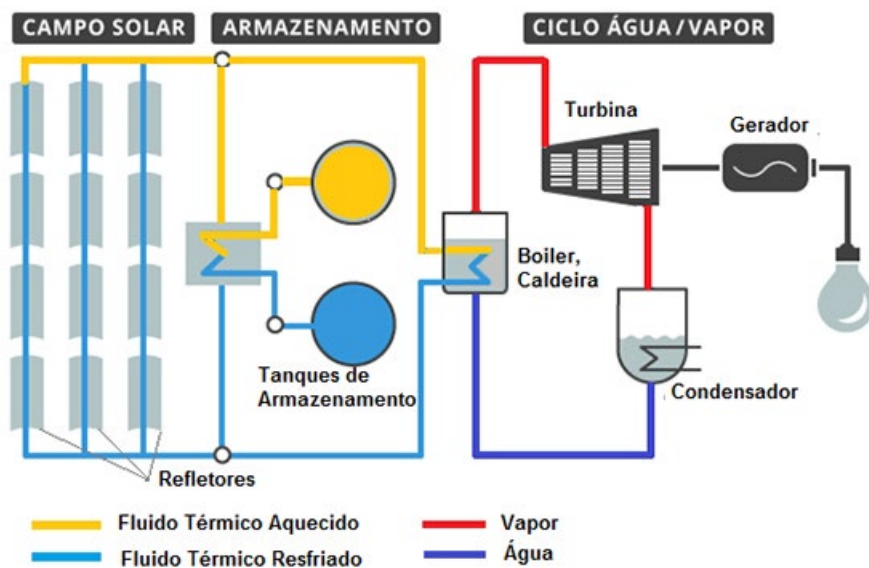 CAMPO SOLAR
ARMAZENAMENTO
CICLO ÁGUA / VAPOR
Turbina
Gerador
Boiler,
Caldeira
Tanques de
Armazenamento
Condensador
Refletores
Fluido Térmico Aquecido
Vapor
Fluido Térmico Resfriado
Água